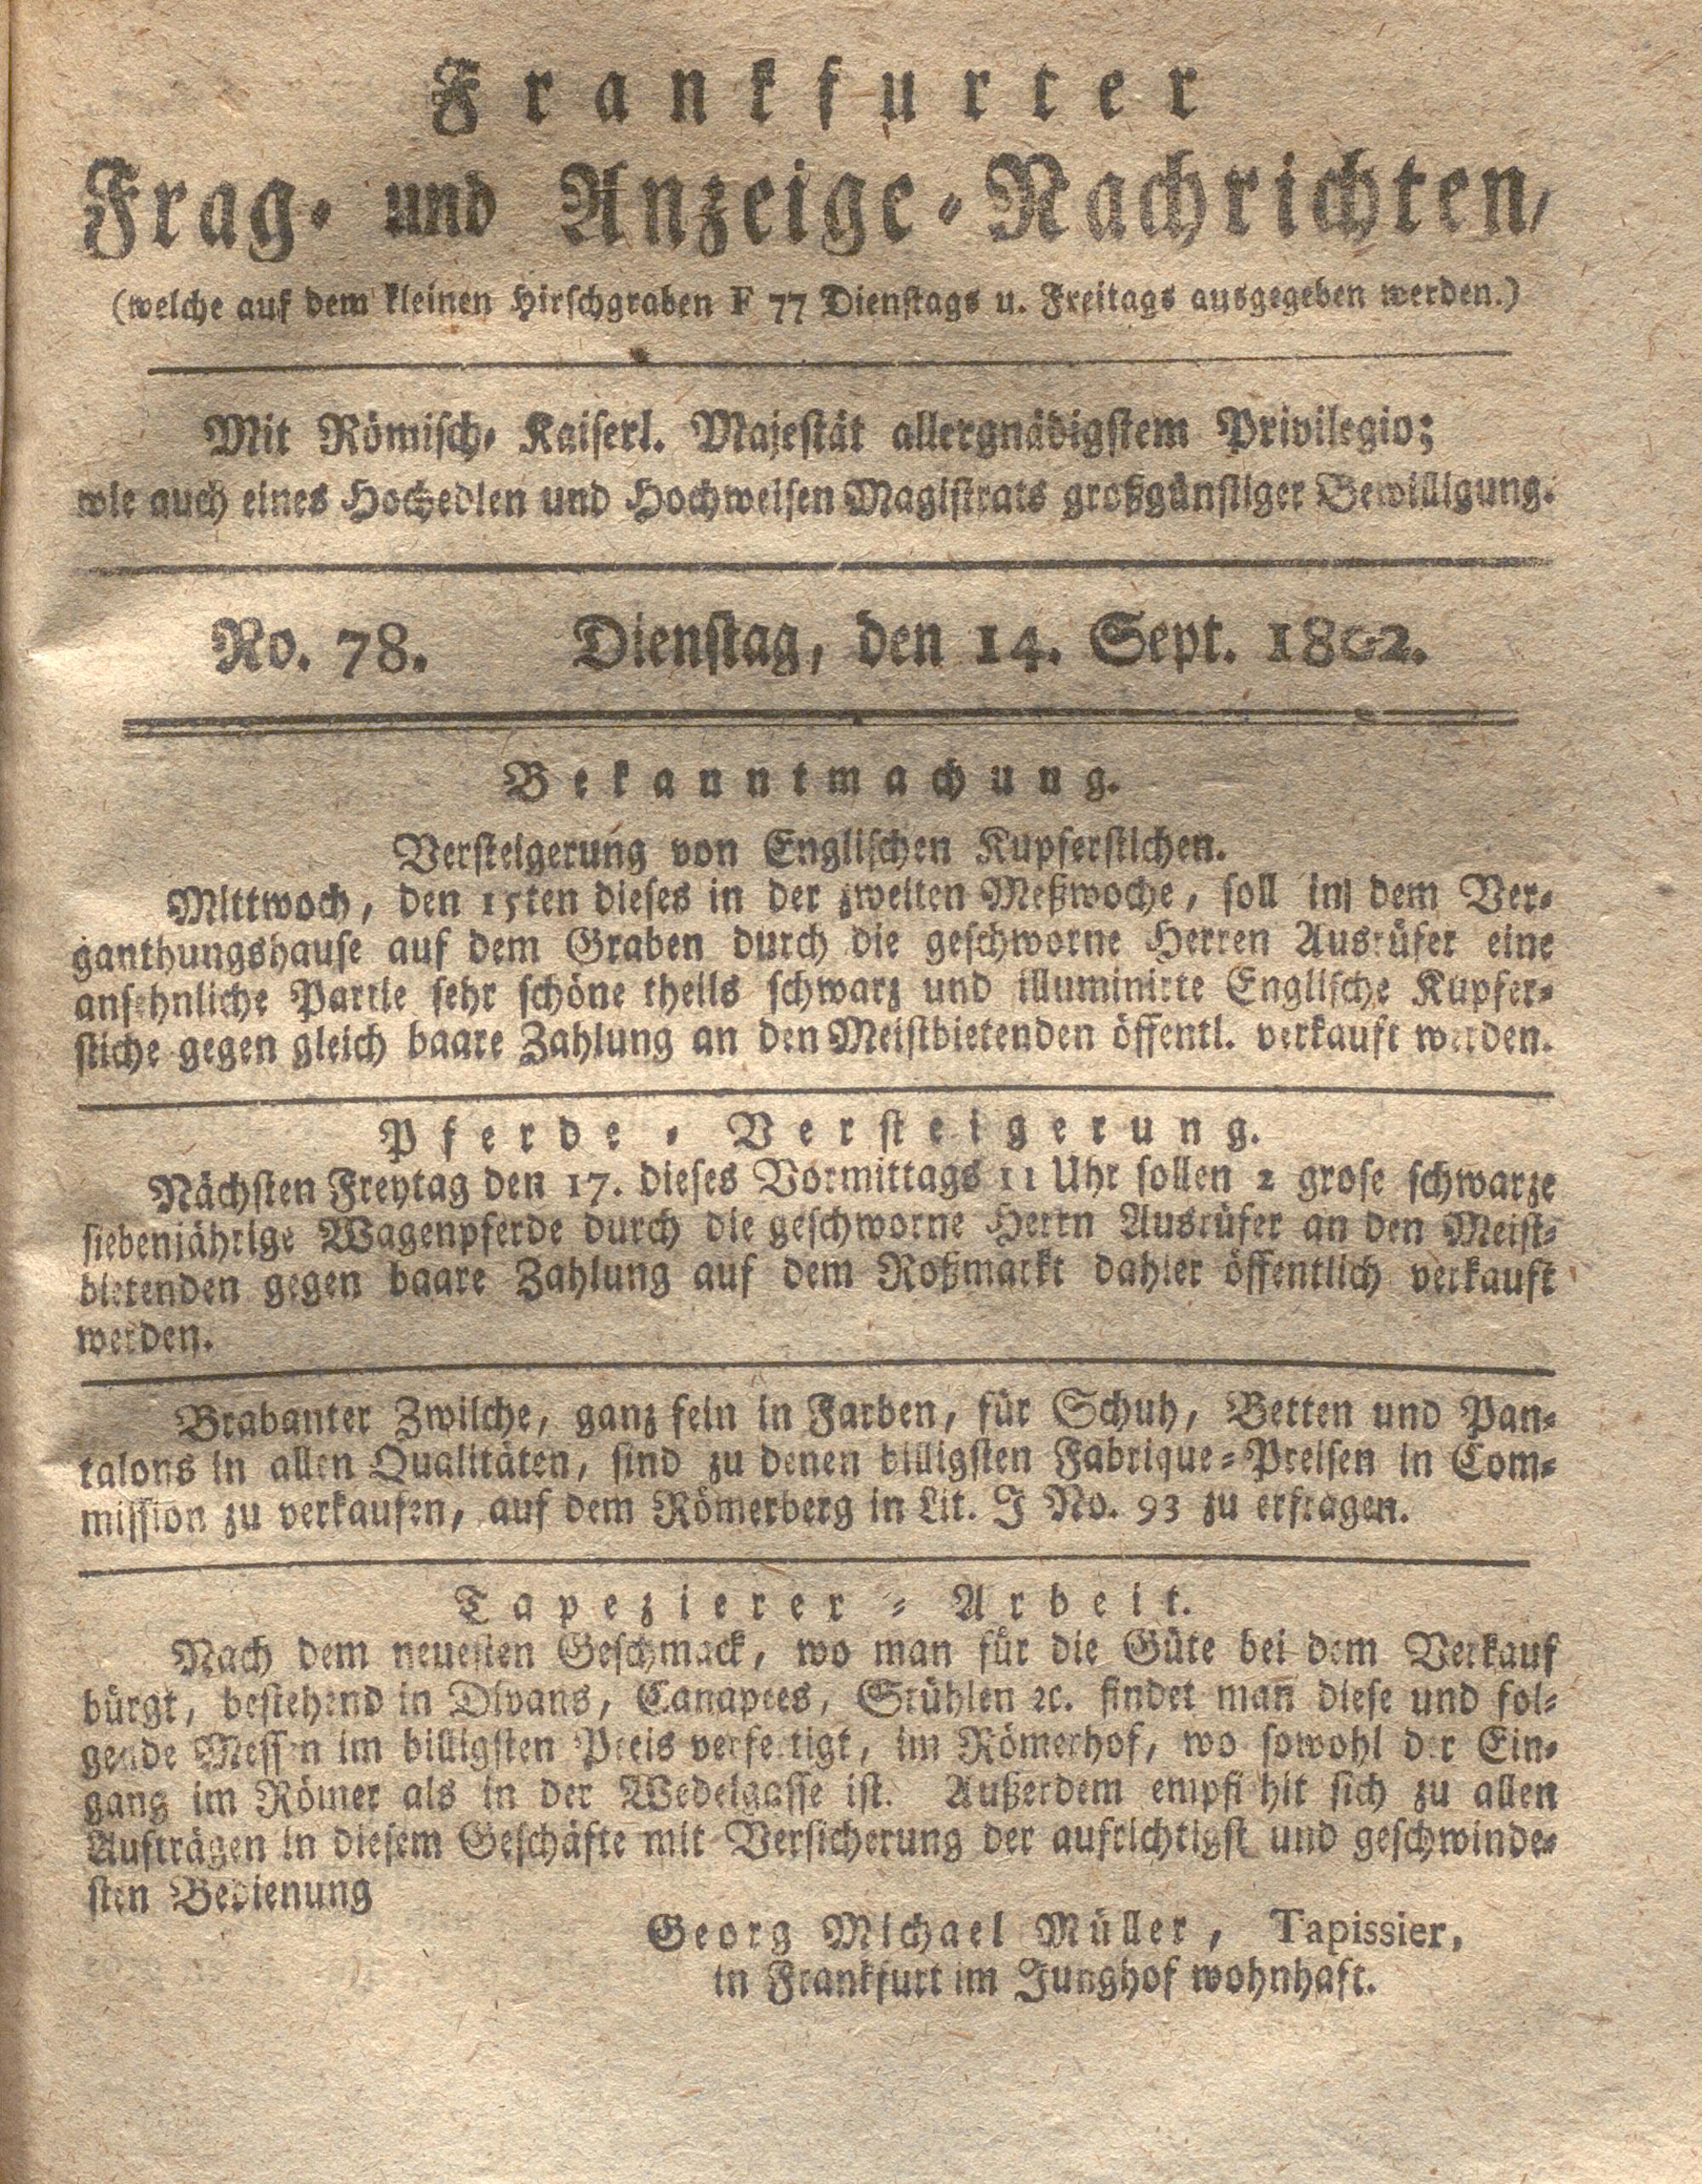 Frankfurter
Frag- und Anzeige-Nachrichten,
(welche auf dem kleinen Hirschgraben F 77 Dienstags u. Freitags ausgegeben werden.)
Mit Römisch- Kaiserl. Majestät allergnädigstem Privilegio;
wie auch eines Hochedlen und Hochweisen Magistrats großgünstiger Bewilligung.
No. 78. Dienstag, den 14. Sept. 1802.
Bekanntmachung.
Versteigerung von Englischen Kupferstichen.
Mittwoch, den 15ten dieses in der zweiten Meßwoche, soll in dem Ver-
ganthungshause auf dem Graben durch die geschworne Herren Ausrüfer eine
ansehnliche Partie sehr schöne theils schwarz und illuminirte Englische Kupfer-
stiche gegen gleich baare Zahlung an den Meistbietenden öffentl. verkauft werden.
Pferde-Versteigerung.
Nächsten Freytag den 17. dieses Vormittags 11 Uhr sollen 2 grose schwarze
siebenjährige Wagenpferde durch die geschworne Herrn Ausrüfer an den Meist-
bietenden gegen baare Zahlung auf dem Roßmarkt dahier öffentlich verkauft
werden.
Brabanter Zwilche, ganz fein in Farben, für Schuh, Betten und Pan-
talons in allen Qualitäten, sind zu denen billigsten Fabrique-Preisen in Com-
mission zu verkaufen, auf dem Römerberg in Lit. J No. 93 zu erfragen.
Tapezierer-Arbeit.
Nach dem neuesten Geschmack, wo man für die Güte bei dem Verkauf
bürgt, bestehend in Divans, Canapees, Stühlen ꝛc. findet man diese und fol-
gende Messen im billigsten Preis verfertigt, im Römerhof, wo sowohl der Ein-
gang im Römer als in der Wedelgasse ist. Außerdem empfiehlt sich zu allen
Aufträgen in diesem Geschäfte mit Versicherung der aufrichtigst und geschwinde-
sten Bedienung
Georg Michael Müller, Tapissier,
in Frankfurt im Junghof wohnhaft.